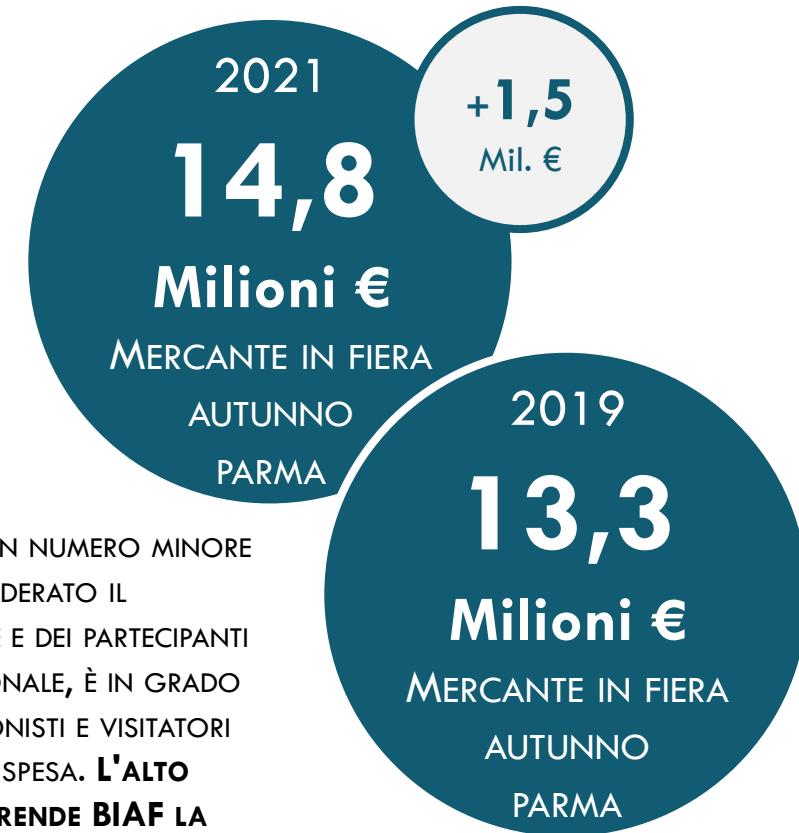 2021
14,8
Milioni €
MERCANTE IN FIERA
AUTUNNO
PARMA
+1,5
Mil. €
2019
13,3
Milioni €
MERCANTE IN FIERA
AUTUNNO
PARMA
N NUMERO MINORE
DERATO IL
E DEI PARTECIPANTI
ONALE, È IN GRADO
ONISTI E VISITATORI
SPESA. L'ALTO
RENDE BIAF LA